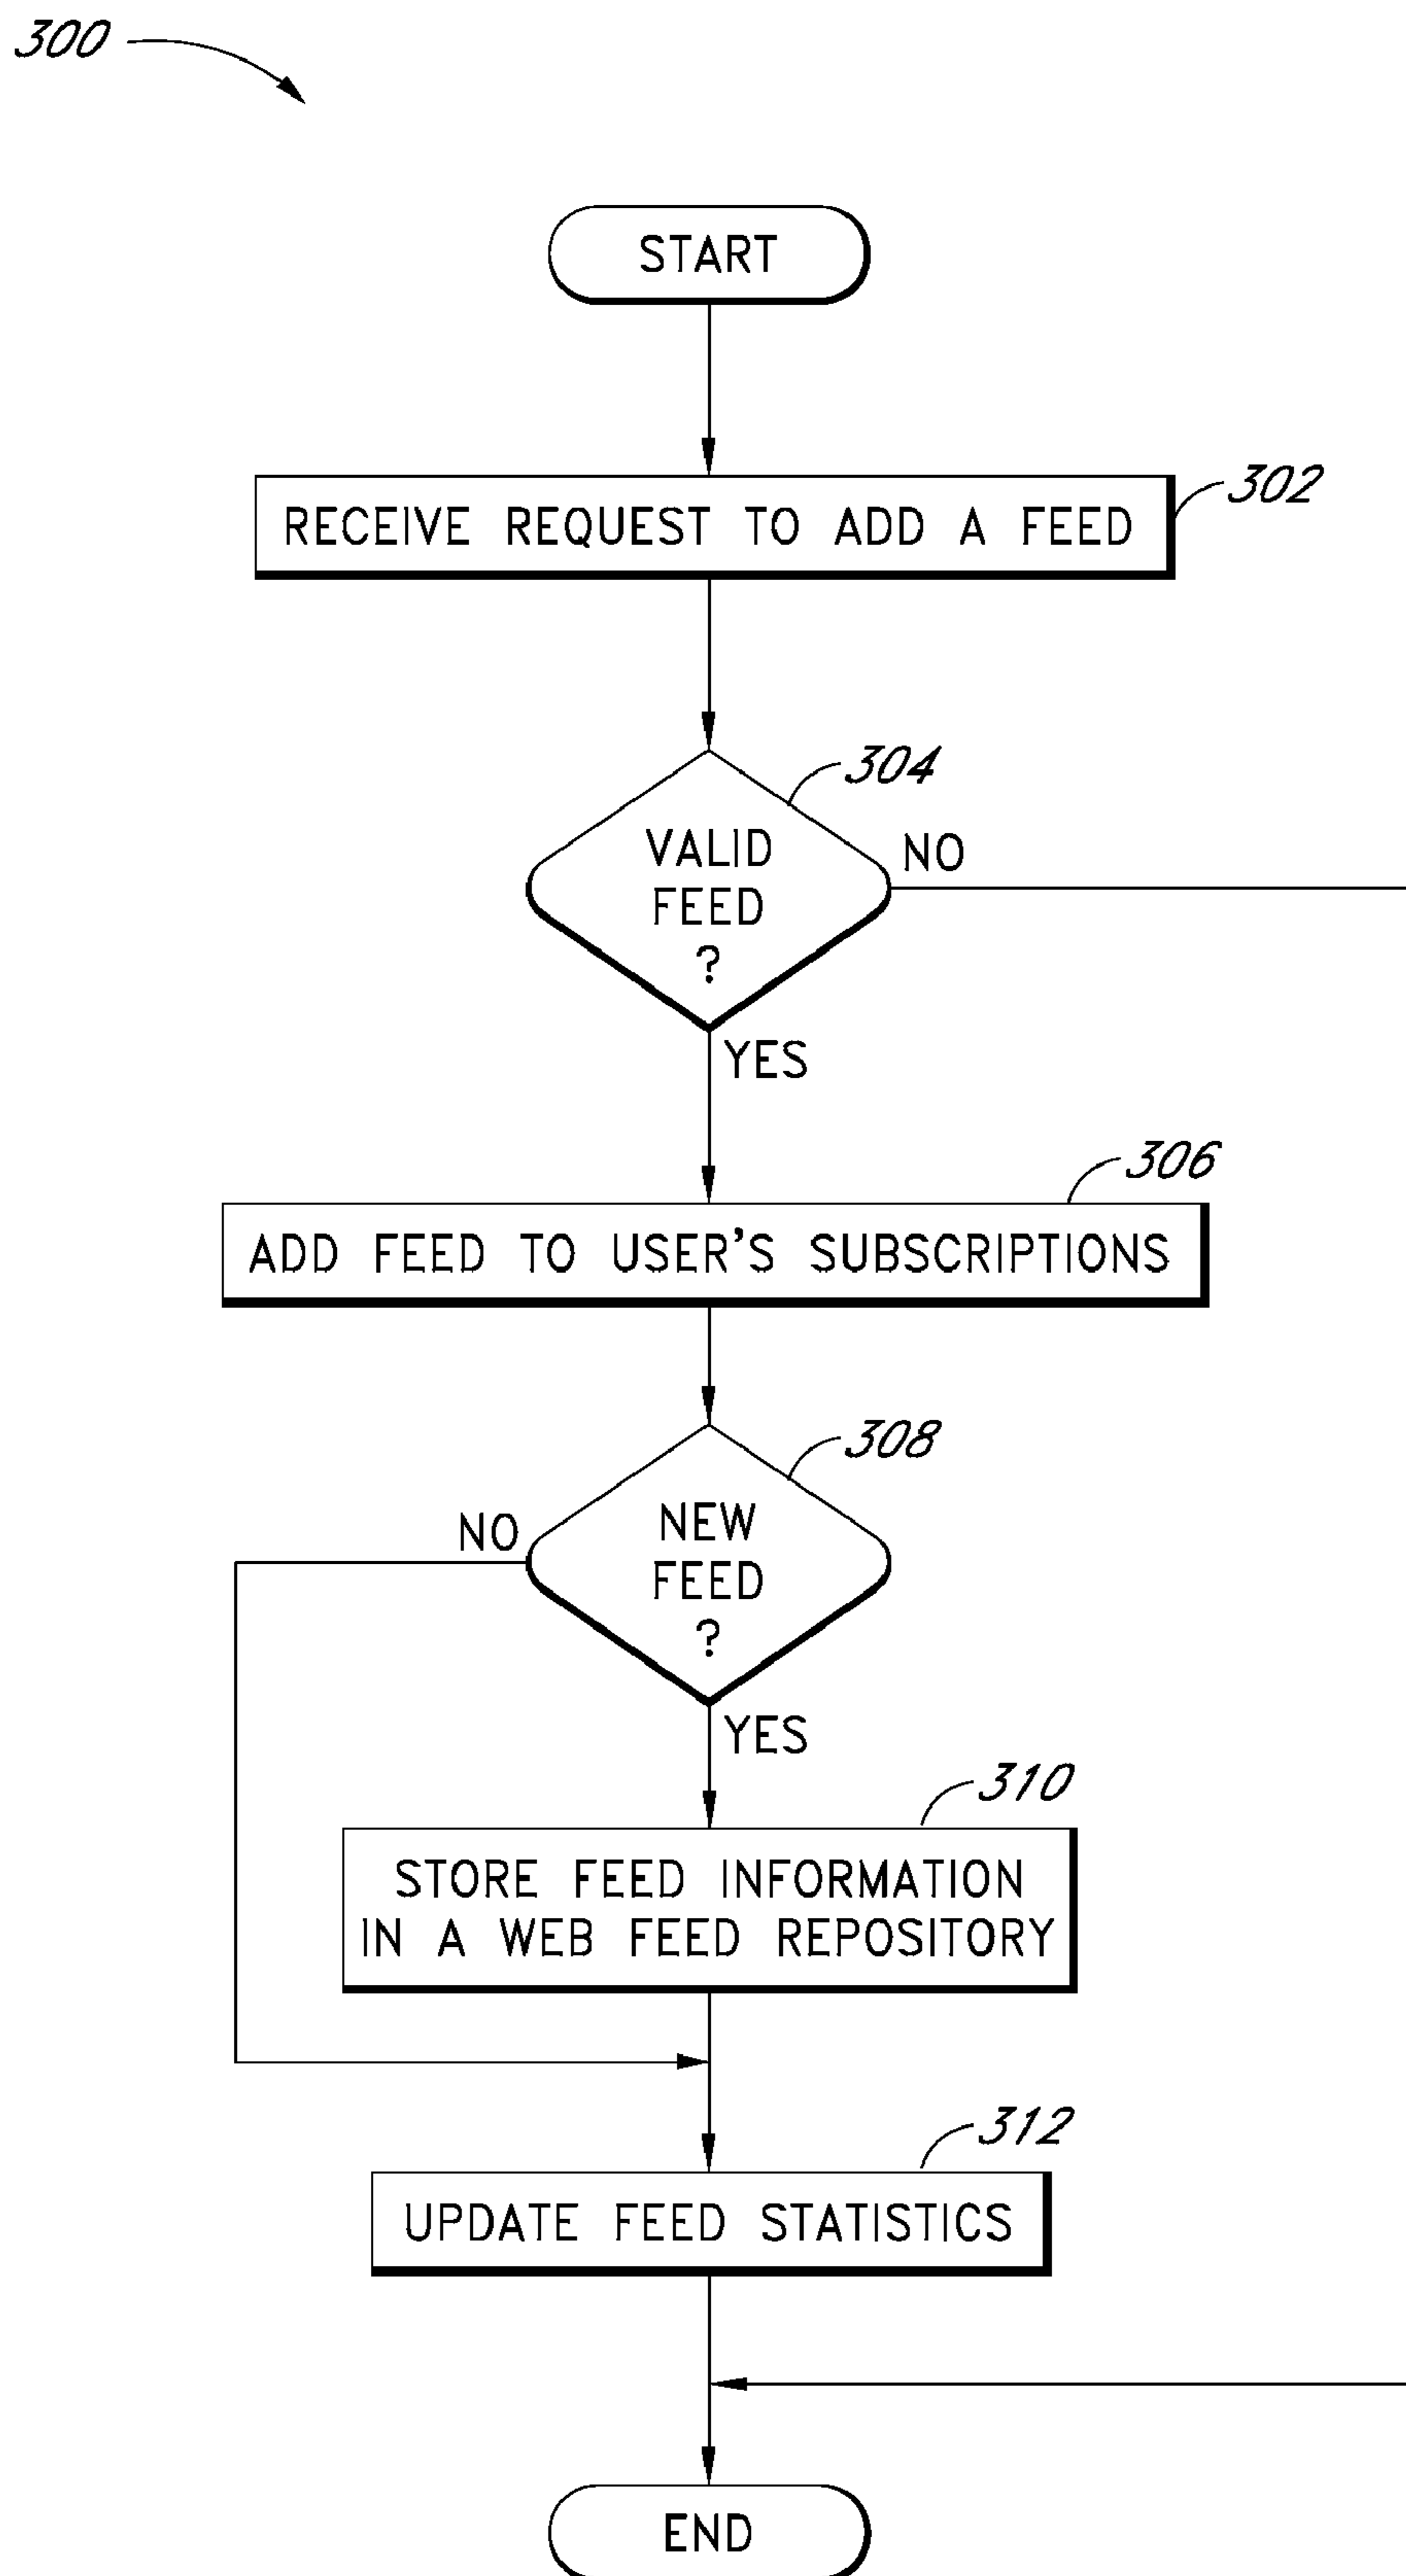 300
START
RECEIVE REQUEST TO ADD A FEED
302
304
VALID
FEED
?
NO
YES
306
ADD FEED TO USER'S SUBSCRIPTIONS
308
NEW
FEED
?
NO
YES
310
STORE FEED INFORMATION
IN A WEB FEED REPOSITORY
312
UPDATE FEED STATISTICS
END